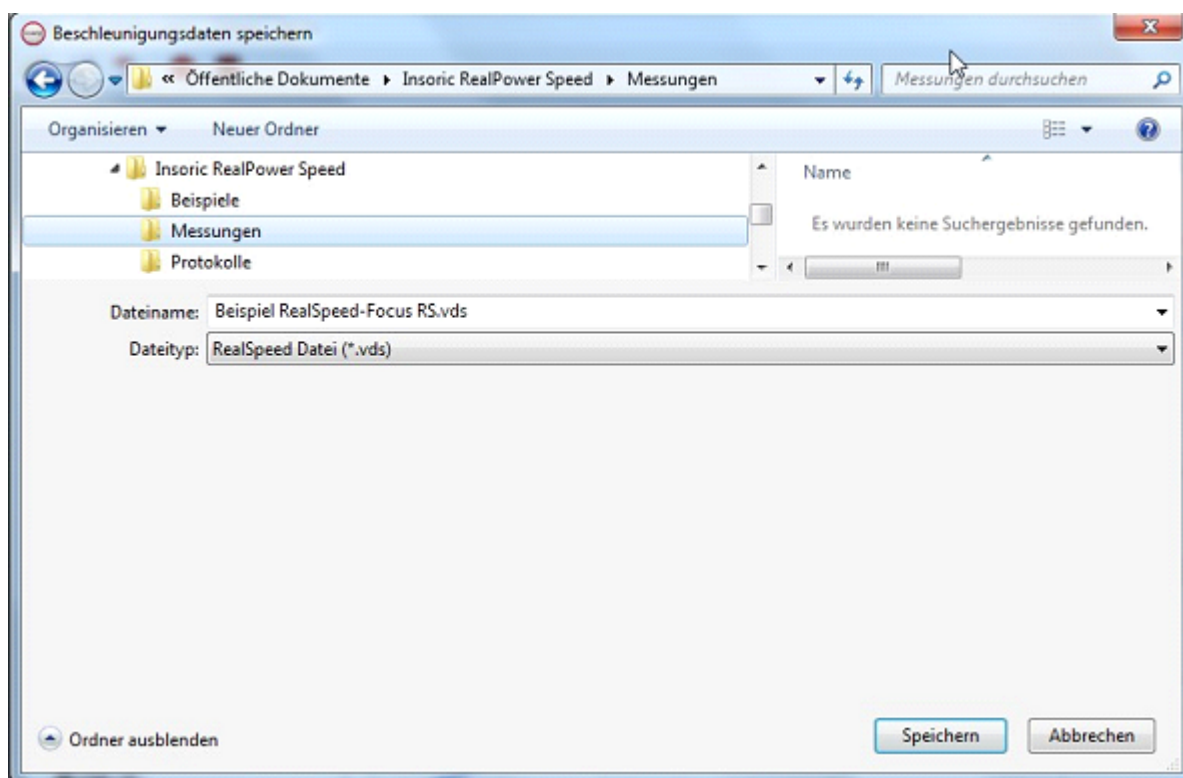 Beschleunigungsdaten speichern
« Öffentliche Dokumente Insoric RealPower Speed Messungen
Messungen durchsuchen
Organisieren Neuer Ordner
Insoric RealPower Speed
Beispiele
Messungen
Protokolle
Name
Es wurden keine Suchergebnisse gefunden.
Dateiname: Beispiel RealSpeed-Focus RS.vds
Dateityp: RealSpeed Datei (*.vds)
Ordner ausblenden
Speichern
Abbrechen